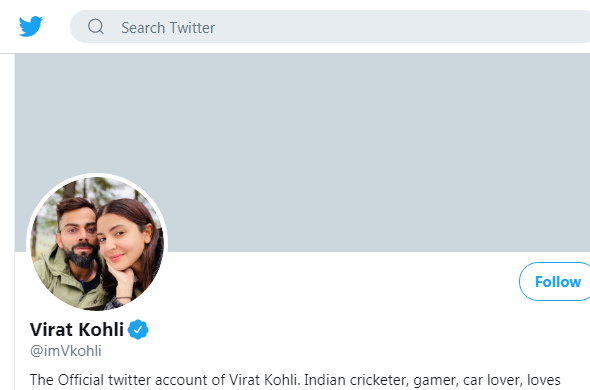 Search Twitter
Follow
Virat Kohli
@imVkohli
The Official twitter account of Virat Kohli. Indian cricketer, gamer, car lover, loves